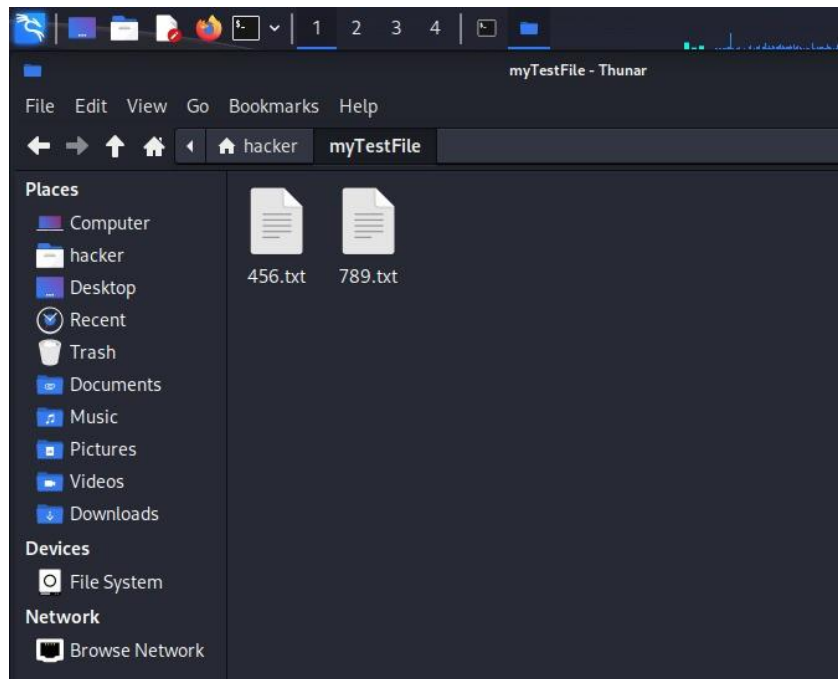 1 2 3 4
myTestFile - Thunar
File Edit View Go Bookmarks Help
hacker myTestFile
Places
Computer
hacker
Desktop
Recent
Trash
Documents
Music
Pictures
Videos
Downloads
Devices
File System
Network
Browse Network
456.txt 789.txt